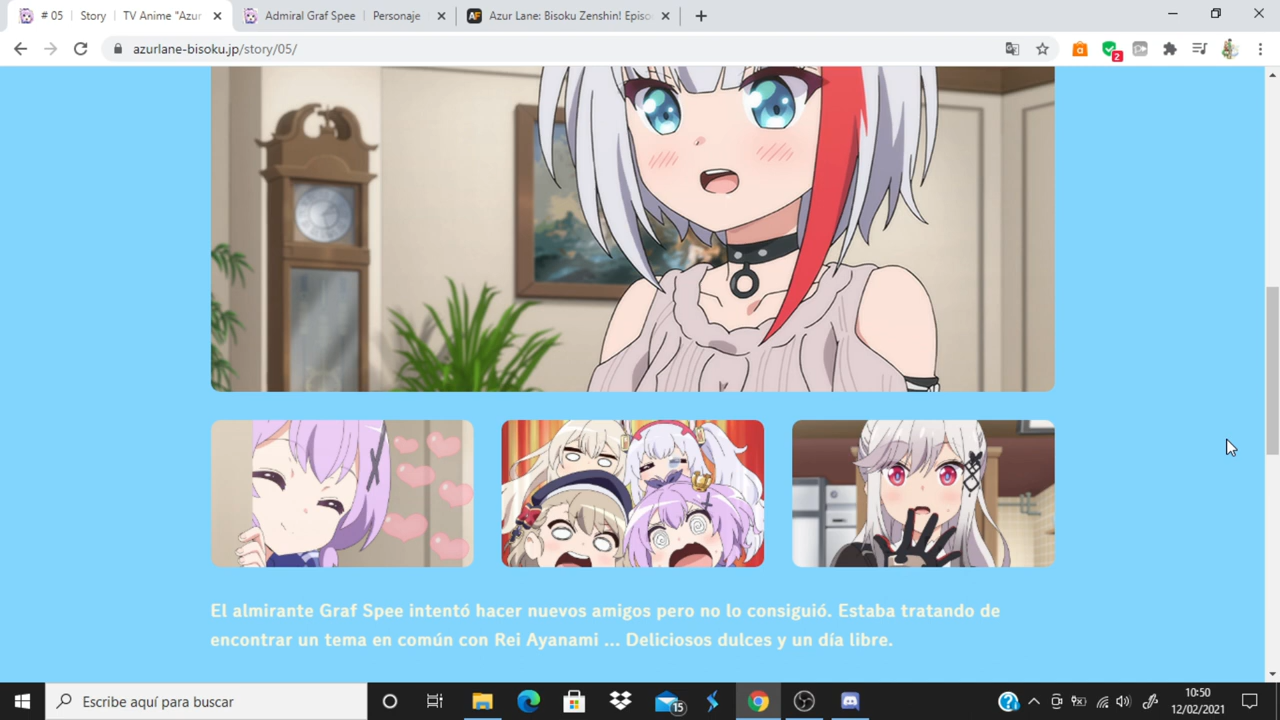 # 05 Story TV Anime "Azur
Admiral Graf Spee Personaje
AF Azur Lane: Bisoku Zenshin! Episo
azurlane-bisoku.jp/story/05/
2
El almirante Graf Spee intentó hacer nuevos amigos pero no lo consiguió. Estaba tratando de
encontrar un tema en común con Rei Ayanami ... Deliciosos dulces y un día libre.
Escribe aquí para buscar
15
10:50
12/02/2021